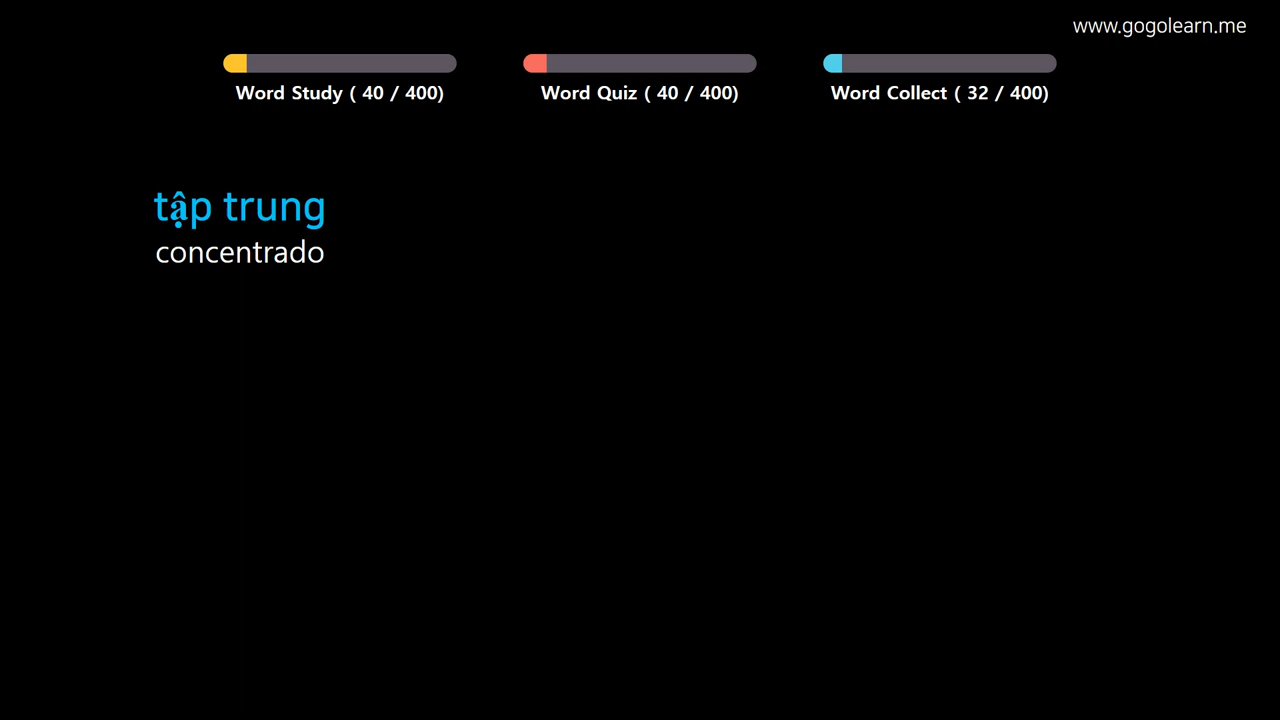 www.gogolearn.me
Word Study ( 40 / 400)
Word Quiz ( 40 / 400)
Word Collect ( 32 / 400)
tập trung
concentrado